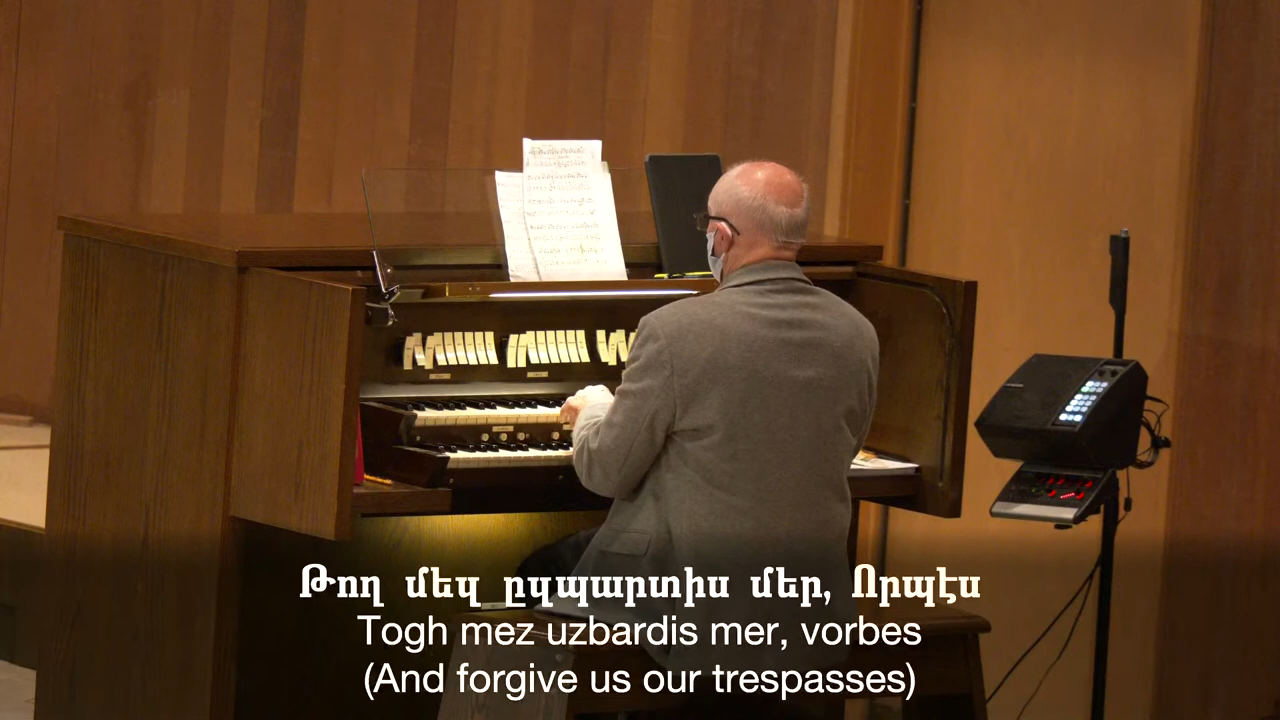 Թող մեզ ըզպարտիս մեր, Որպէս
Togh mez uzbardis mer, vorbes
(And forgive us our trespasses)